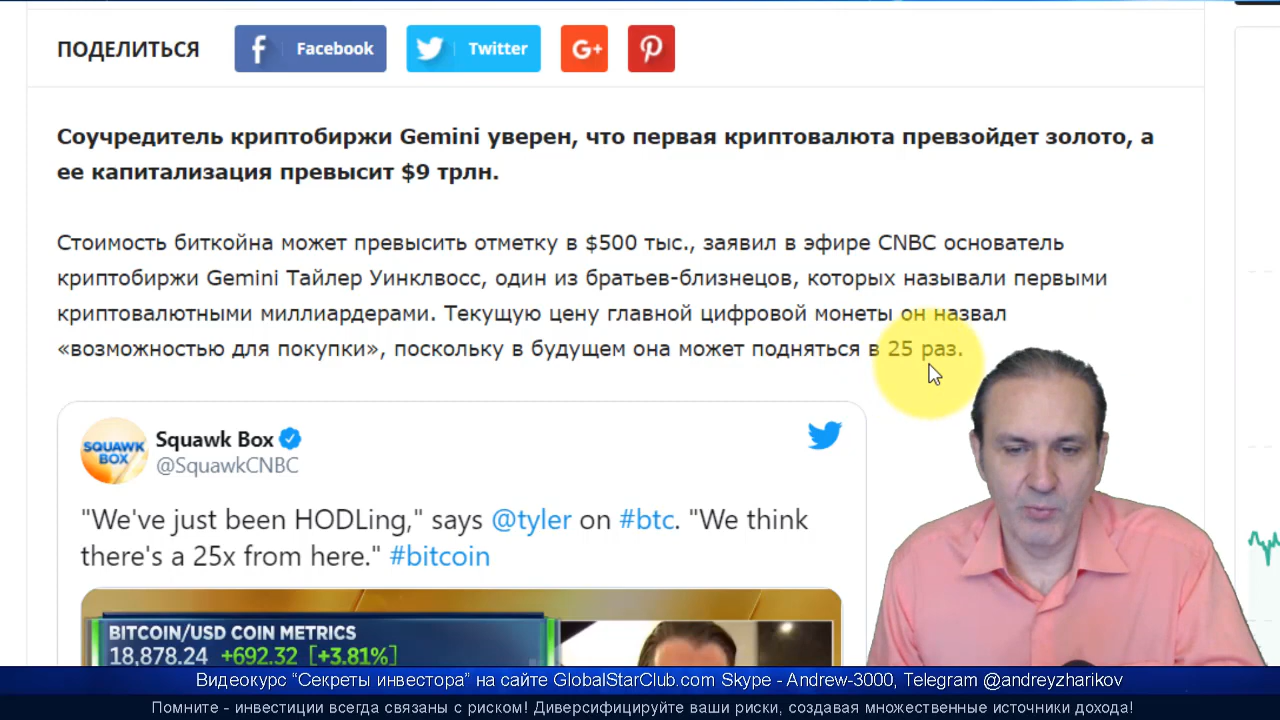 ПОДЕЛИТЬСЯ
Facebook
Twitter
G+
Соучредитель криптобиржи Gemini уверен, что первая криптовалюта превзойдет золото, а
ее капитализация превысит $9 трлн.
Стоимость биткойна может превысить отметку в $500 тыс., заявил в эфире CNBC основатель
криптобиржи Gemini Тайлер Уинклвосс, один из братьев-близнецов, которых называли первыми
криптовалютными миллиардерами. Текущую цену главной цифровой монеты он назвал
«возможностью для покупки», поскольку в будущем она может подняться в 25 раз.
SQUAWK
BOX
Squawk Box
@SquawkCNBC
"We've just been HODLing," says @tyler on #btc. "We think
there's a 25x from here." #bitcoin
BITCOIN/USD COIN METRICS
18,878.24 +692.32 [+3.81%]
Видеокурс “Секреты инвестора” на сайте GlobalStarClub.com Skype - Andrew-3000, Telegram @andreyzharikov
Помните - инвестиции всегда связаны с риском! Диверсифицируйте ваши риски, создавая множественные источники дохода!